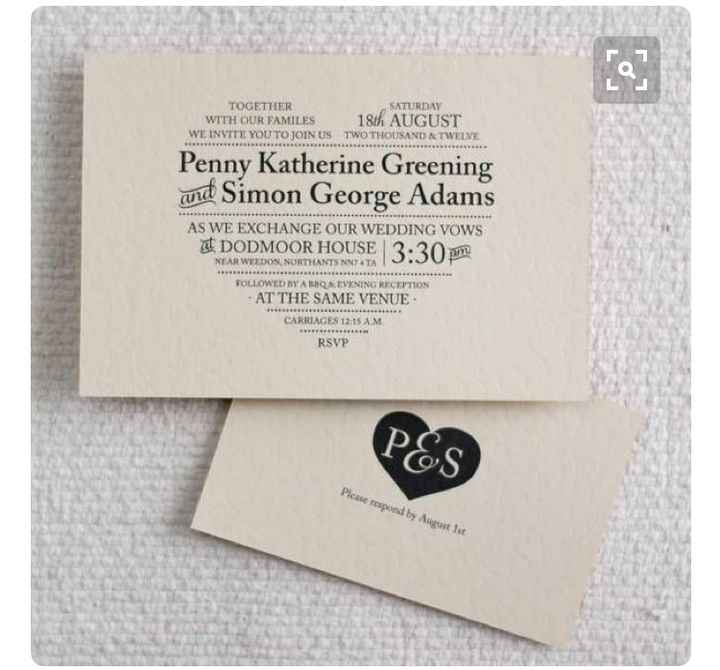 TOGETHER
WITH OUR FAMILES
WE INVITE YOU TO JOIN US
SATURDAY
18th AUGUST
TWO THOUSAND & TWELVE
Penny Katherine Greening
and Simon George Adams
AS WE EXCHANGE OUR WEDDING VOWS
at DODMOOR HOUSE
NEAR WEEDON, NORTHANTS NN7 4TA
3:30 pm
FOLLOWED BY A BBQ & EVENING RECEPTION
· AT THE SAME VENUE ·
CARRIAGES 12:15 A.M.
RSVP
P&S
Please respond by August 1st